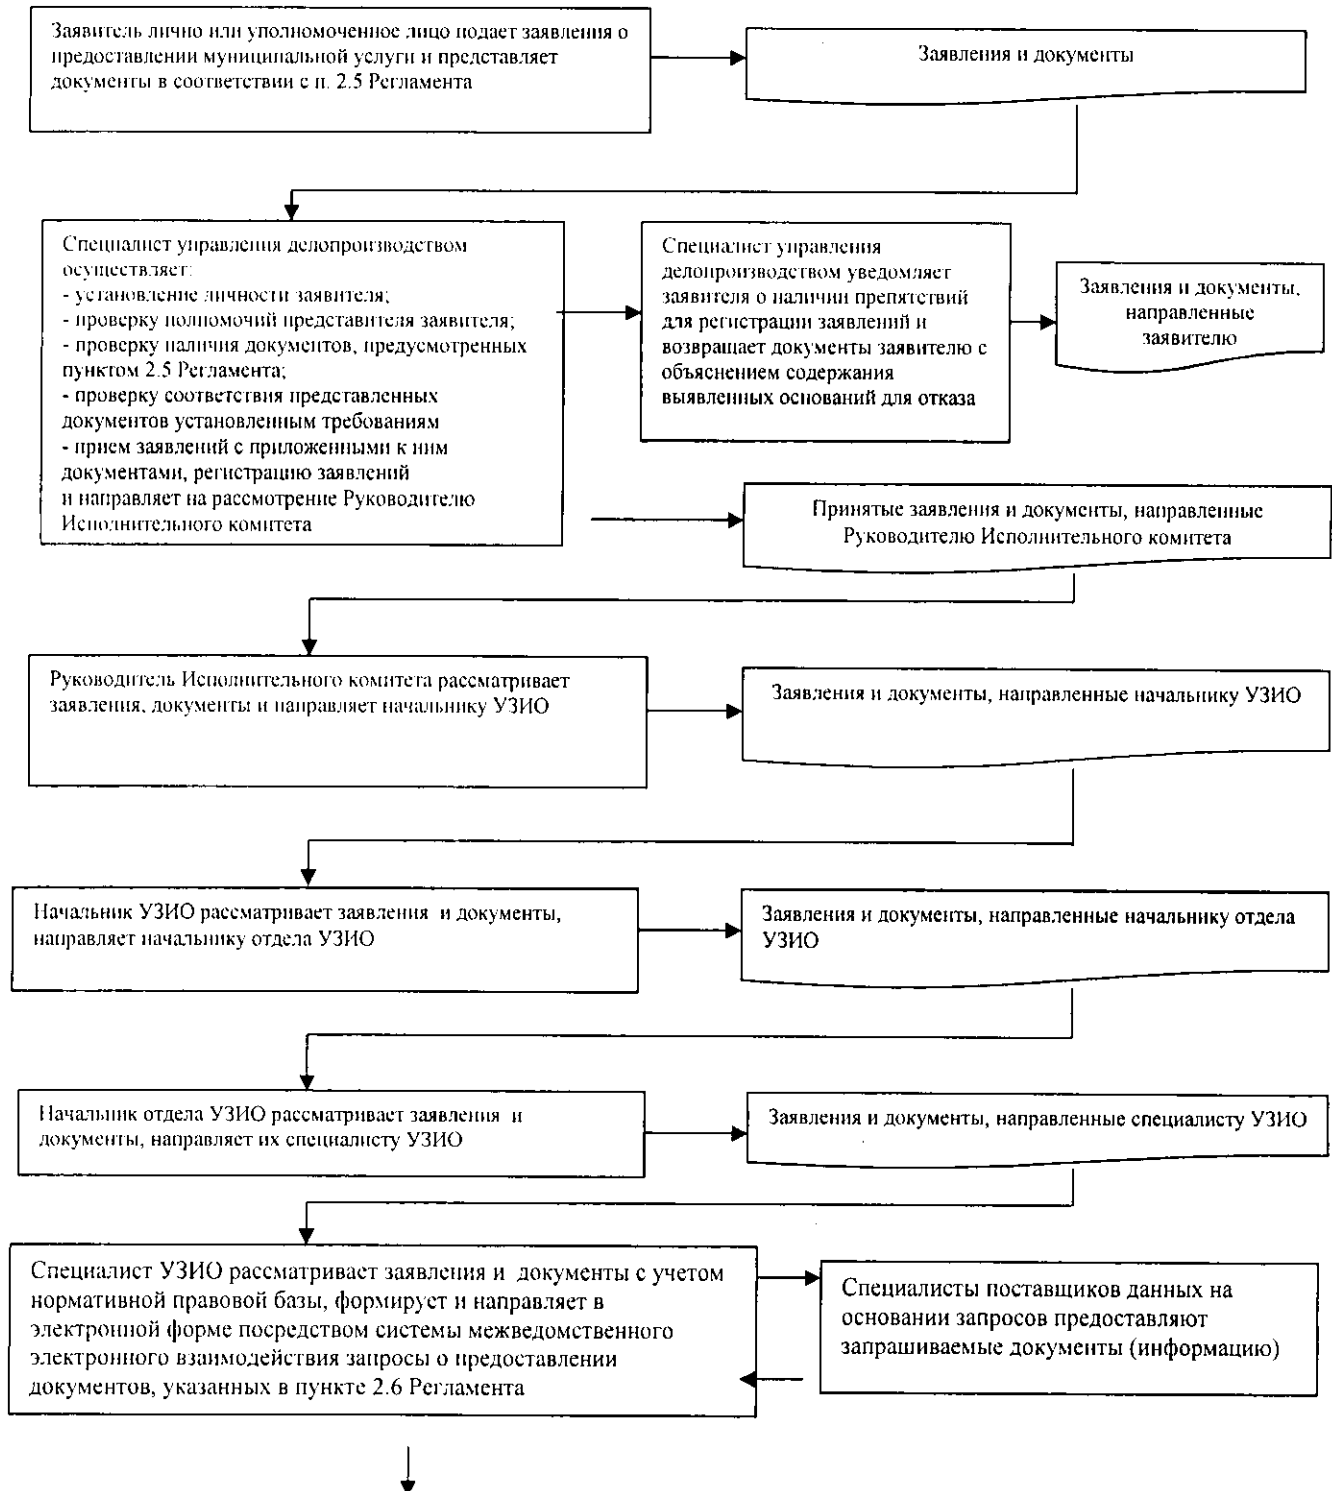 Заявитель лично или уполномоченное лицо подает заявления о
предоставлении муниципальной услуги и представляет
документы в соответствии с п. 2.5 Регламента
Заявления и документы
Специалист управления делопроизводством
осуществляет:
- установление личности заявителя;
- проверку полномочий представителя заявителя;
- проверку наличия документов, предусмотренных
пунктом 2.5 Регламента;
- проверку соответствия представленных
документов установленным требованиям
- прием заявлений с приложенными к ним
документами, регистрацию заявлений
и направляет на рассмотрение Руководителю
Исполнительного комитета
Специалист управления
делопроизводством уведомляет
заявителя о наличии препятствий
для регистрации заявлений и
возвращает документы заявителю с
объяснением содержания
выявленных оснований для отказа
Заявления и документы,
направленные
заявителю
Принятые заявления и документы, направленные
Руководителю Исполнительного комитета
Руководитель Исполнительного комитета рассматривает
заявления, документы и направляет начальнику УЗИО
Заявления и документы, направленные начальнику УЗИО
Начальник УЗИО рассматривает заявления и документы,
направляет начальнику отдела УЗИО
Заявления и документы, направленные начальнику отдела
УЗИО
Начальник отдела УЗИО рассматривает заявления и
документы, направляет их специалисту УЗИО
Заявления и документы, направленные специалисту УЗИО
Специалист УЗИО рассматривает заявления и документы с учетом
нормативной правовой базы, формирует и направляет в
электронной форме посредством системы межведомственного
электронного взаимодействия запросы о предоставлении
документов, указанных в пункте 2.6 Регламента
Специалисты поставщиков данных на
основании запросов предоставляют
запрашиваемые документы (информацию)